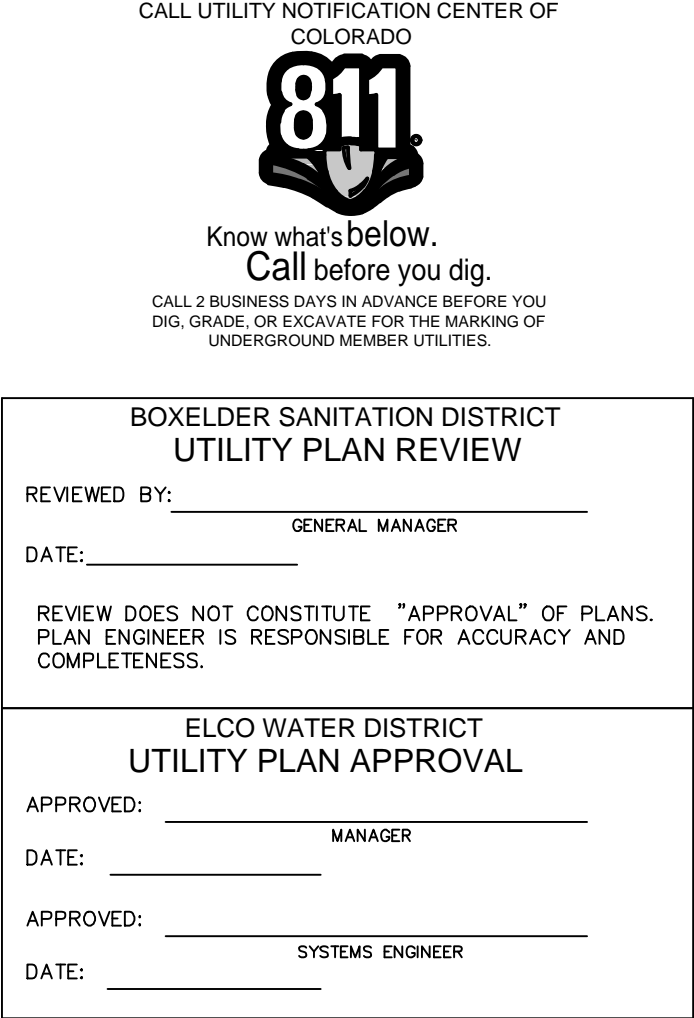 CALL UTILITY NOTIFICATION CENTER OF
COLORADO
811
®
Know what's below.
Call before you dig.
CALL 2 BUSINESS DAYS IN ADVANCE BEFORE YOU
DIG, GRADE, OR EXCAVATE FOR THE MARKING OF
UNDERGROUND MEMBER UTILITIES.
BOXELDER SANITATION DISTRICT
UTILITY PLAN REVIEW
REVIEWED BY:
GENERAL MANAGER
DATE:
REVIEW DOES NOT CONSTITUTE "APPROVAL" OF PLANS.
PLAN ENGINEER IS RESPONSIBLE FOR ACCURACY AND
COMPLETENESS.
ELCO WATER DISTRICT
UTILITY PLAN APPROVAL
APPROVED:
MANAGER
DATE:
APPROVED:
SYSTEMS ENGINEER
DATE: